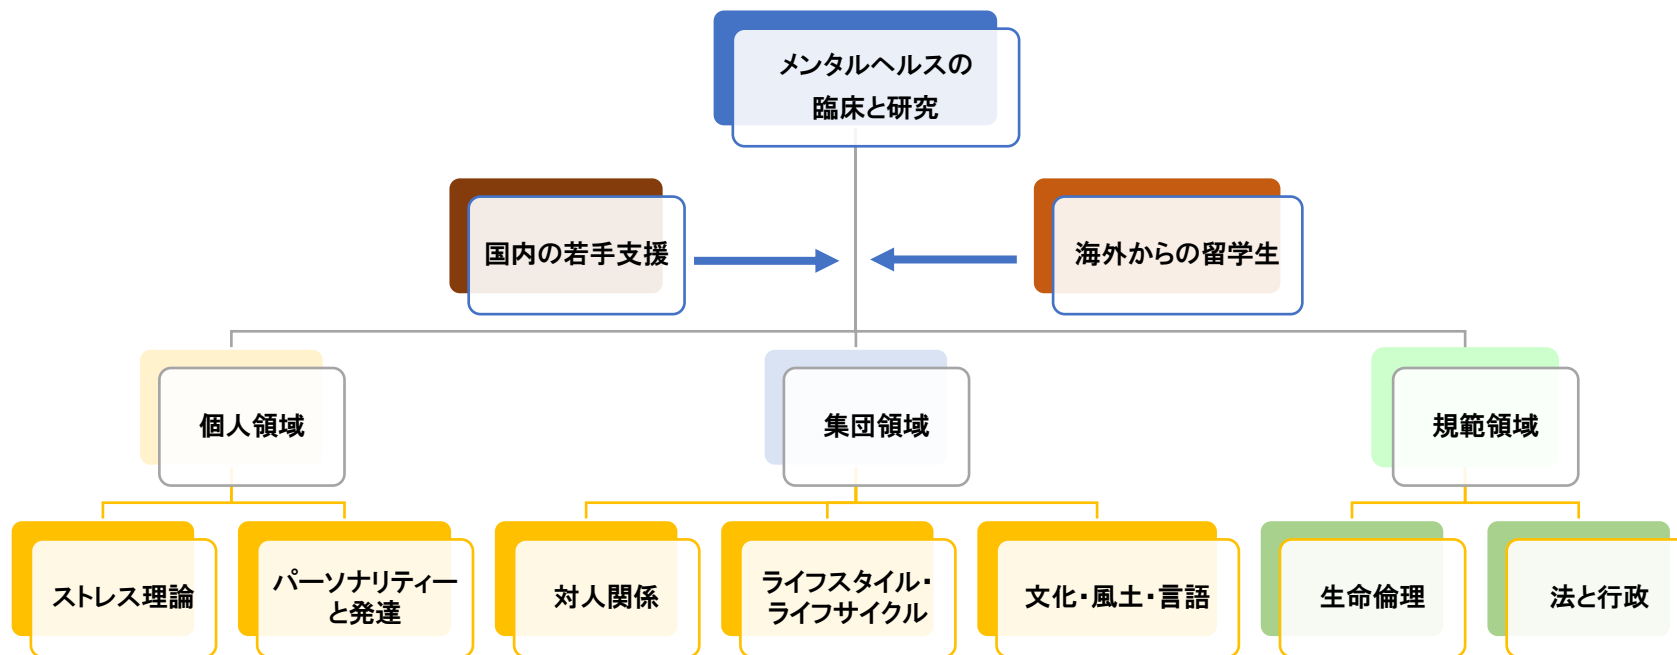 メンタルヘルスの
臨床と研究
国内の若手支援
海外からの留学生
個人領域
集団領域
規範領域
ストレス理論
パーソナリティー
と発達
対人関係
ライフスタイル・
ライフサイクル
文化・風土・言語
生命倫理
法と行政